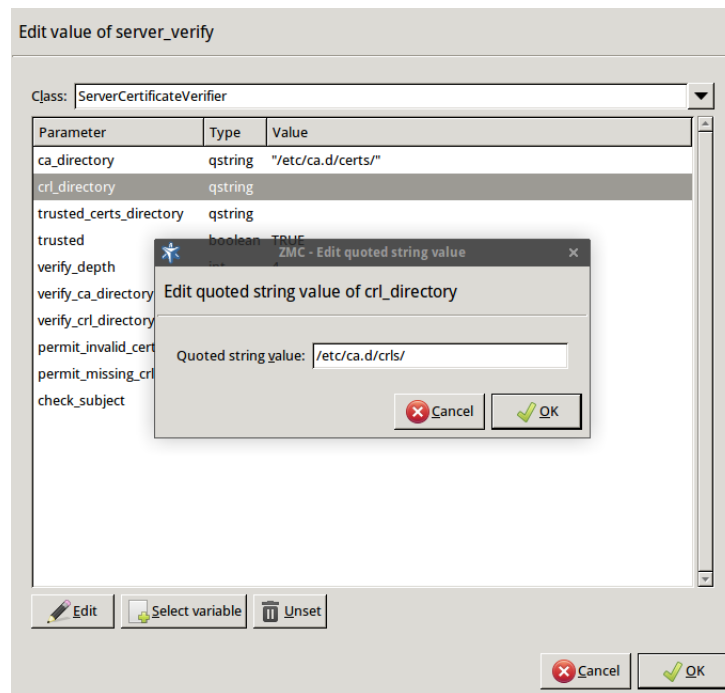 Edit value of server_verify
Class: ServerCertificateVerifier
Parameter Type Value
ca_directory qstring "/etc/ca.d/certs/"
crl_directory qstring
trusted_certs_directory qstring
trusted boolean TRUE
ZMC - Edit quoted string value
verify_depth
verify_ca_directory
Edit quoted string value of crl_directory
verify_crl_directory
permit_invalid_cert
Quoted string value: /etc/ca.d/crls/
permit_missing_crl
check_subject
Cancel OK
Edit Select variable Unset
Cancel OK